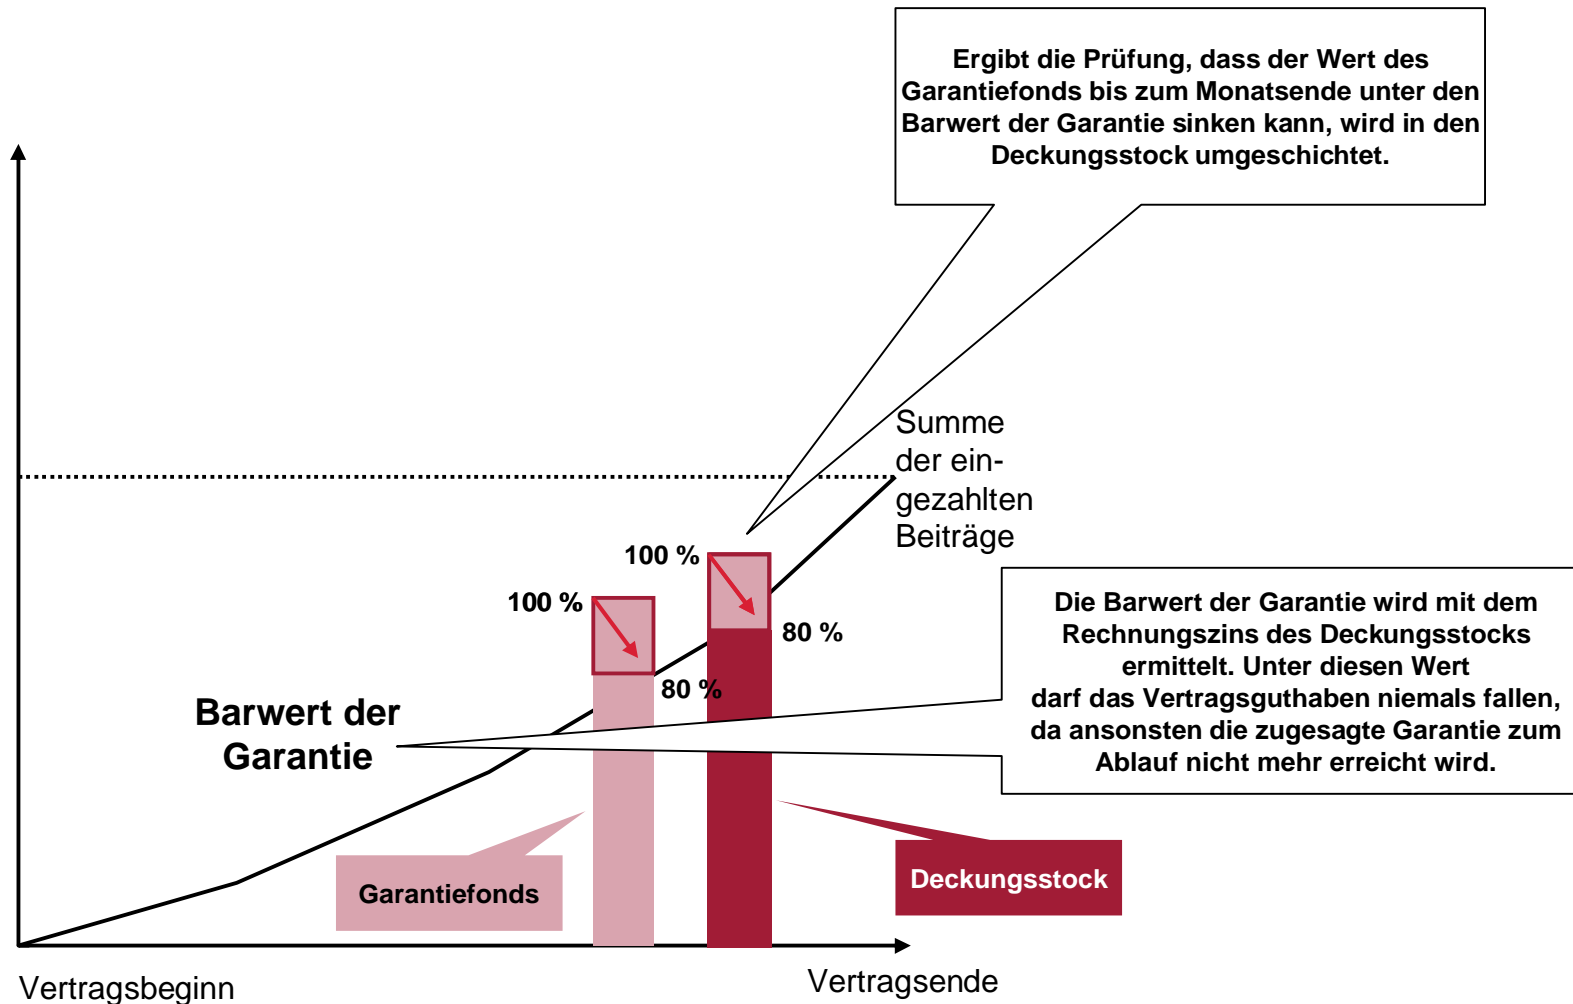 Ergibt die Prüfung, dass der Wert des
Garantiefonds bis zum Monatsende unter den
Barwert der Garantie sinken kann, wird in den
Deckungsstock umgeschichtet.
Summe
der ein-
gezahlten
Beiträge
100 %
100 %
80 %
80 %
Barwert der
Garantie
Die Barwert der Garantie wird mit dem
Rechnungszins des Deckungsstocks
ermittelt. Unter diesen Wert
darf das Vertragsguthaben niemals fallen,
da ansonsten die zugesagte Garantie zum
Ablauf nicht mehr erreicht wird.
Garantiefonds
Deckungsstock
Vertragsbeginn
Vertragsende